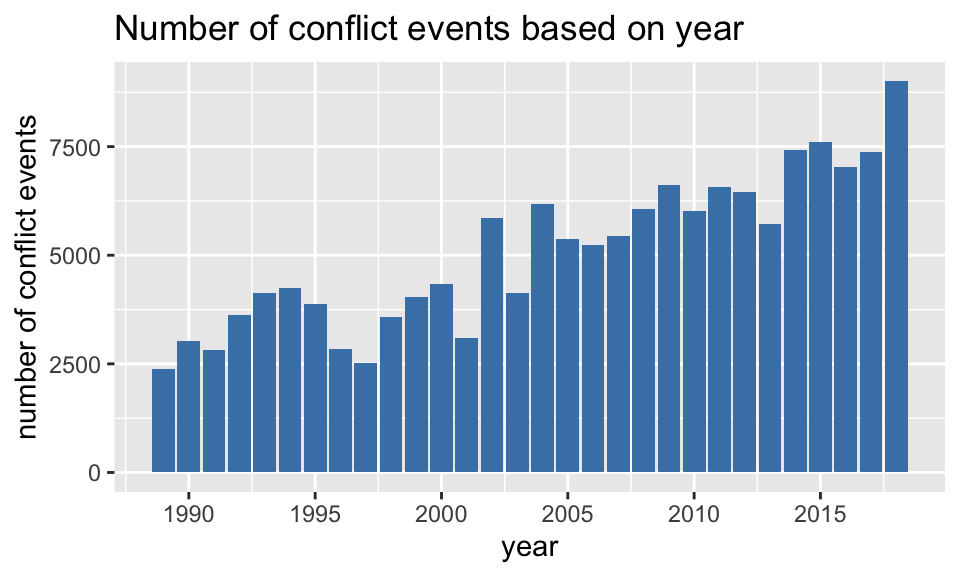 Number of conflict events based on year
number of conflict events
7500
5000
2500
0
1990 1995 2000 2005 2010 2015
year